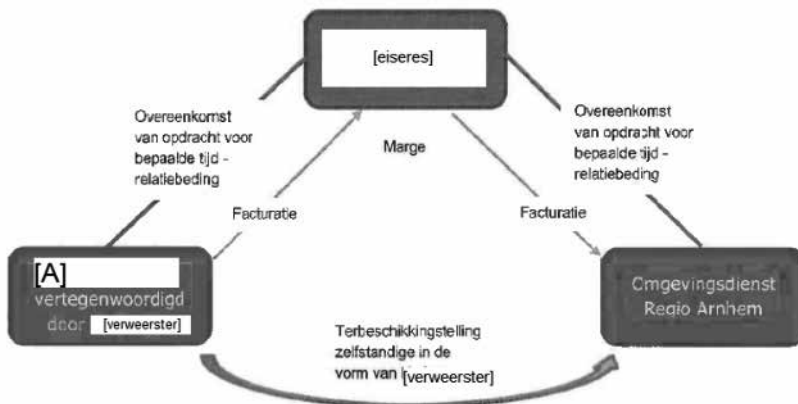 [eiseres]
Overeenkomst
van opdracht voor
bepaalde tijd -
relatiebeding
Overeenkomst
van opdracht voor
bepaalde tijd -
relatiebeding
Marge
Facturatie
Facturatie
[A]
vertegenwoordigd
door [verweerster]
Omgevingsdienst
Regio Arnhem
Terbeschikkingstelling
zelfstandige in de
vorm van [verweerster]